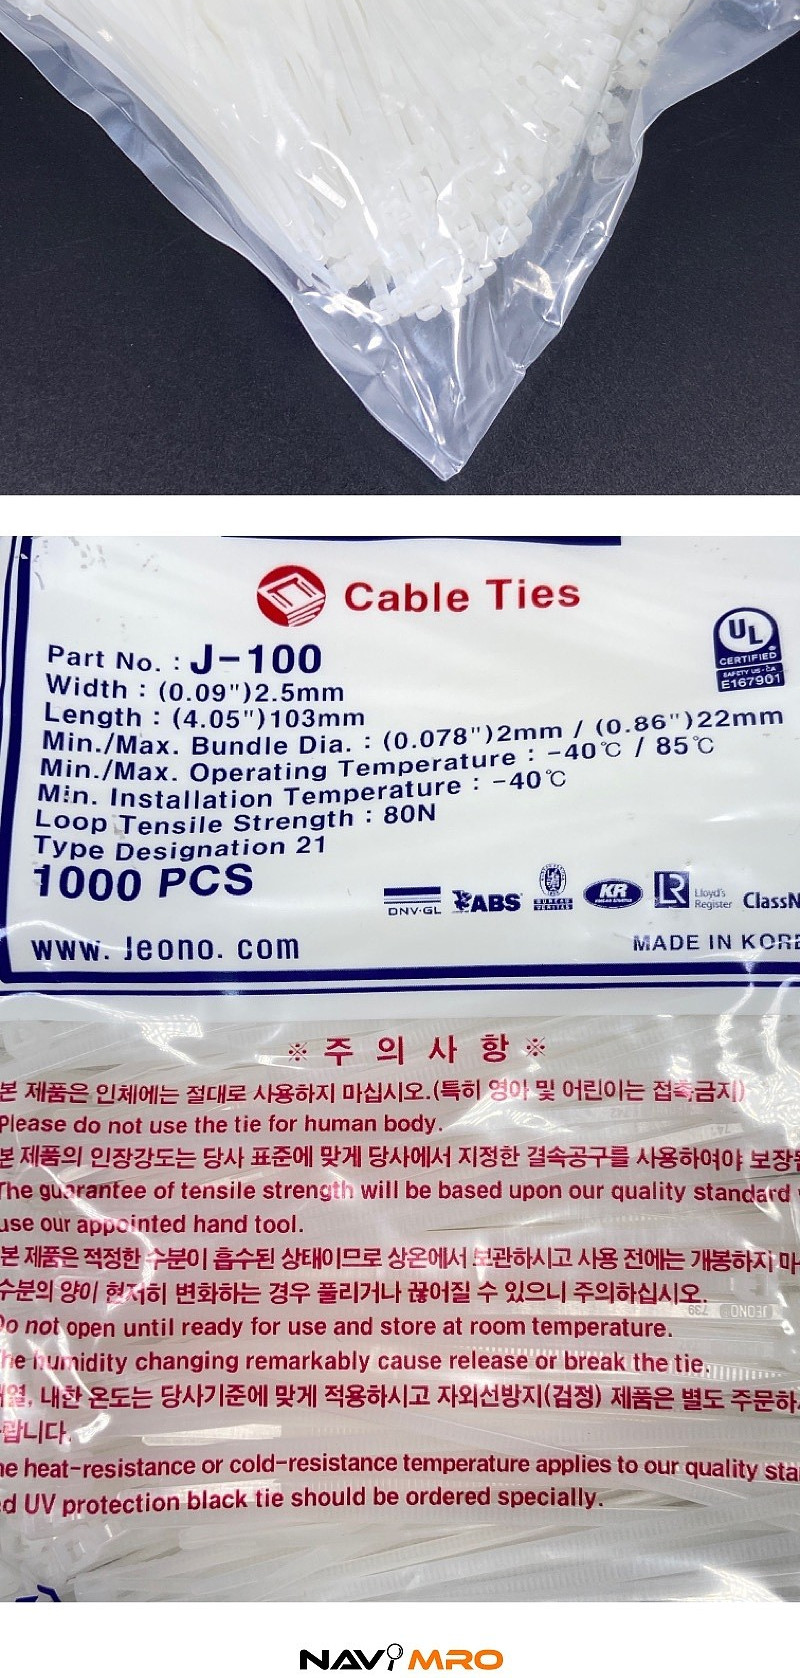 Cable Ties
UL
CERTIFIED
SAFETY US-CA
E167901
Part No. : J-100
Width : (0.09")2.5mm
Length : (4.05")103mm
Min./Max. Bundle Dia. : (0.078")2mm / (0.86")22mm
Min./Max. Operating Temperature : -40℃ / 85℃
Min. Installation Temperature : -40℃
Loop Tensile Strength : 80N
Type Designation 21
1000 PCS
DNV·GL ABS BUREAU VERITAS KR LR Lloyd's Register ClassN
www. Jeono. com
MADE IN KORE
※ 주 의 사 항 ※
본 제품은 인체에는 절대로 사용하지 마십시오.(특히 영아 및 어린이는 접촉금지)
Please do not use the tie for human body.
본 제품의 인장강도는 당사 표준에 맞게 당사에서 지정한 결속공구를 사용하여야 보장
The guarantee of tensile strength will be based upon our quality standard
use our appointed hand tool.
본 제품은 적정한 수분이 흡수된 상태이므로 상온에서 보관하시고 사용 전에는 개봉하지 마
수분의 양이 현저히 변화하는 경우 풀리거나 끊어질 수 있으니 주의하십시오.
Do not open until ready for use and store at room temperature.
The humidity changing remarkably cause release or break the tie.
내열, 내한 온도는 당사기준에 맞게 적용하시고 자외선방지(검정) 제품은 별도 주문하
랍니다.
he heat-resistance or cold-resistance temperature applies to our quality sta
d UV protection black tie should be ordered specially.
NAVIMRO